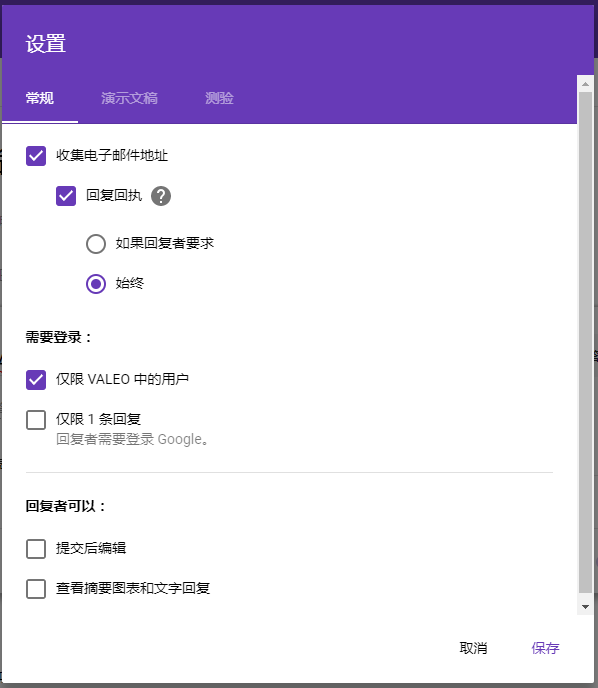 设置
常规
演示文稿
测验
收集电子邮件地址
回复回执
如果回复者要求
始终
需要登录：
仅限 VALEO 中的用户
仅限 1 条回复
回复者需要登录 Google。
回复者可以：
提交后编辑
查看摘要图表和文字回复
取消
保存